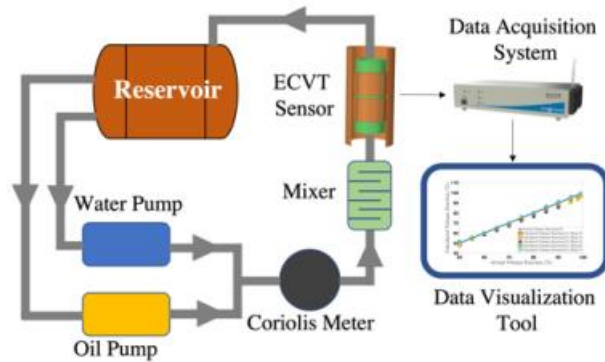 Data Acquisition
System
Reservoir
ECVT
Sensor
Mixer
Water Pump
Oil Pump
Coriolis Meter
Data Visualization
Tool